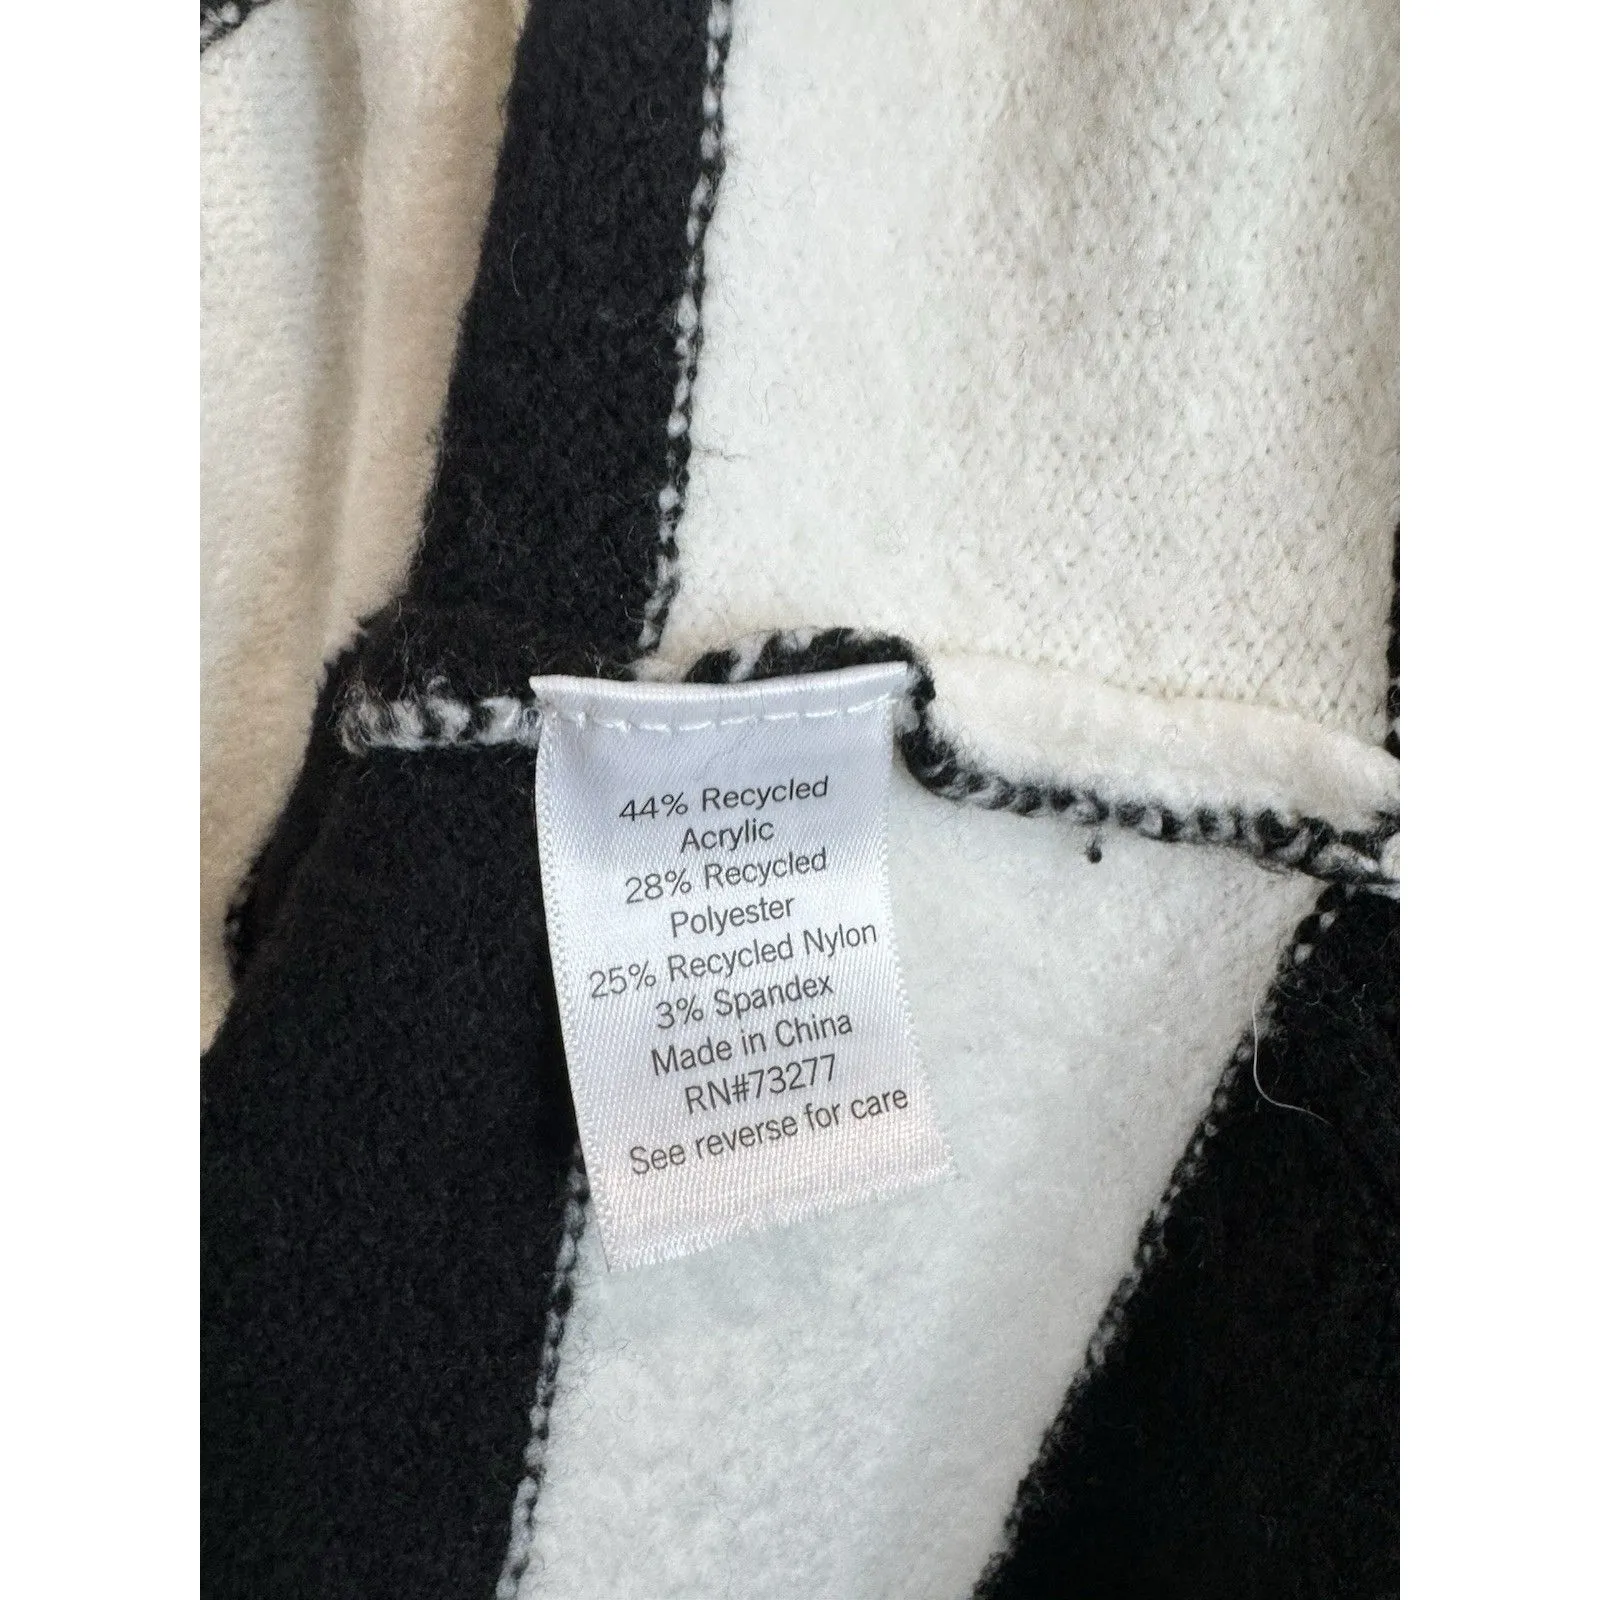 44% Recycled
Acrylic
28% Recycled
Polyester
25% Recycled Nylon
3% Spandex
Made in China
RN#73277
See reverse for care